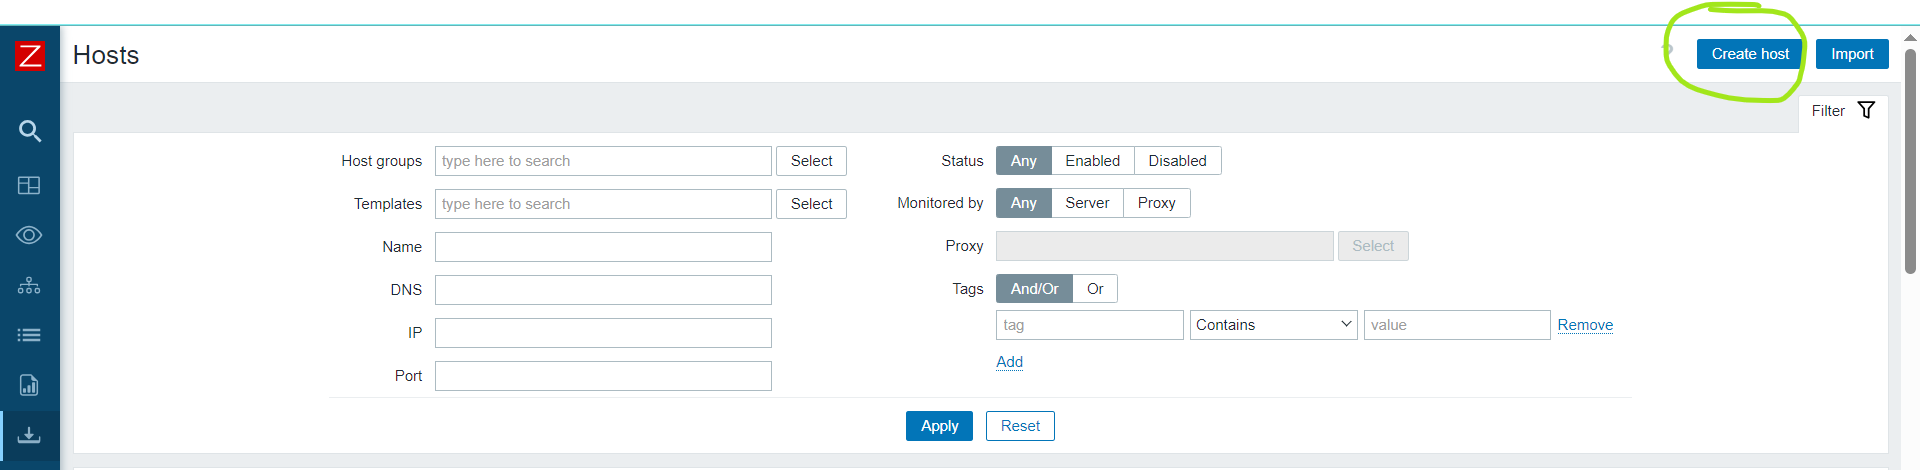 Z
Hosts
? Create host Import
Filter
Host groups type here to search Select
Status Any Enabled Disabled
Templates type here to search Select
Monitored by Any Server Proxy
Name
Proxy Select
DNS
Tags And/Or Or
IP
tag Contains value Remove
Add
Port
Apply Reset